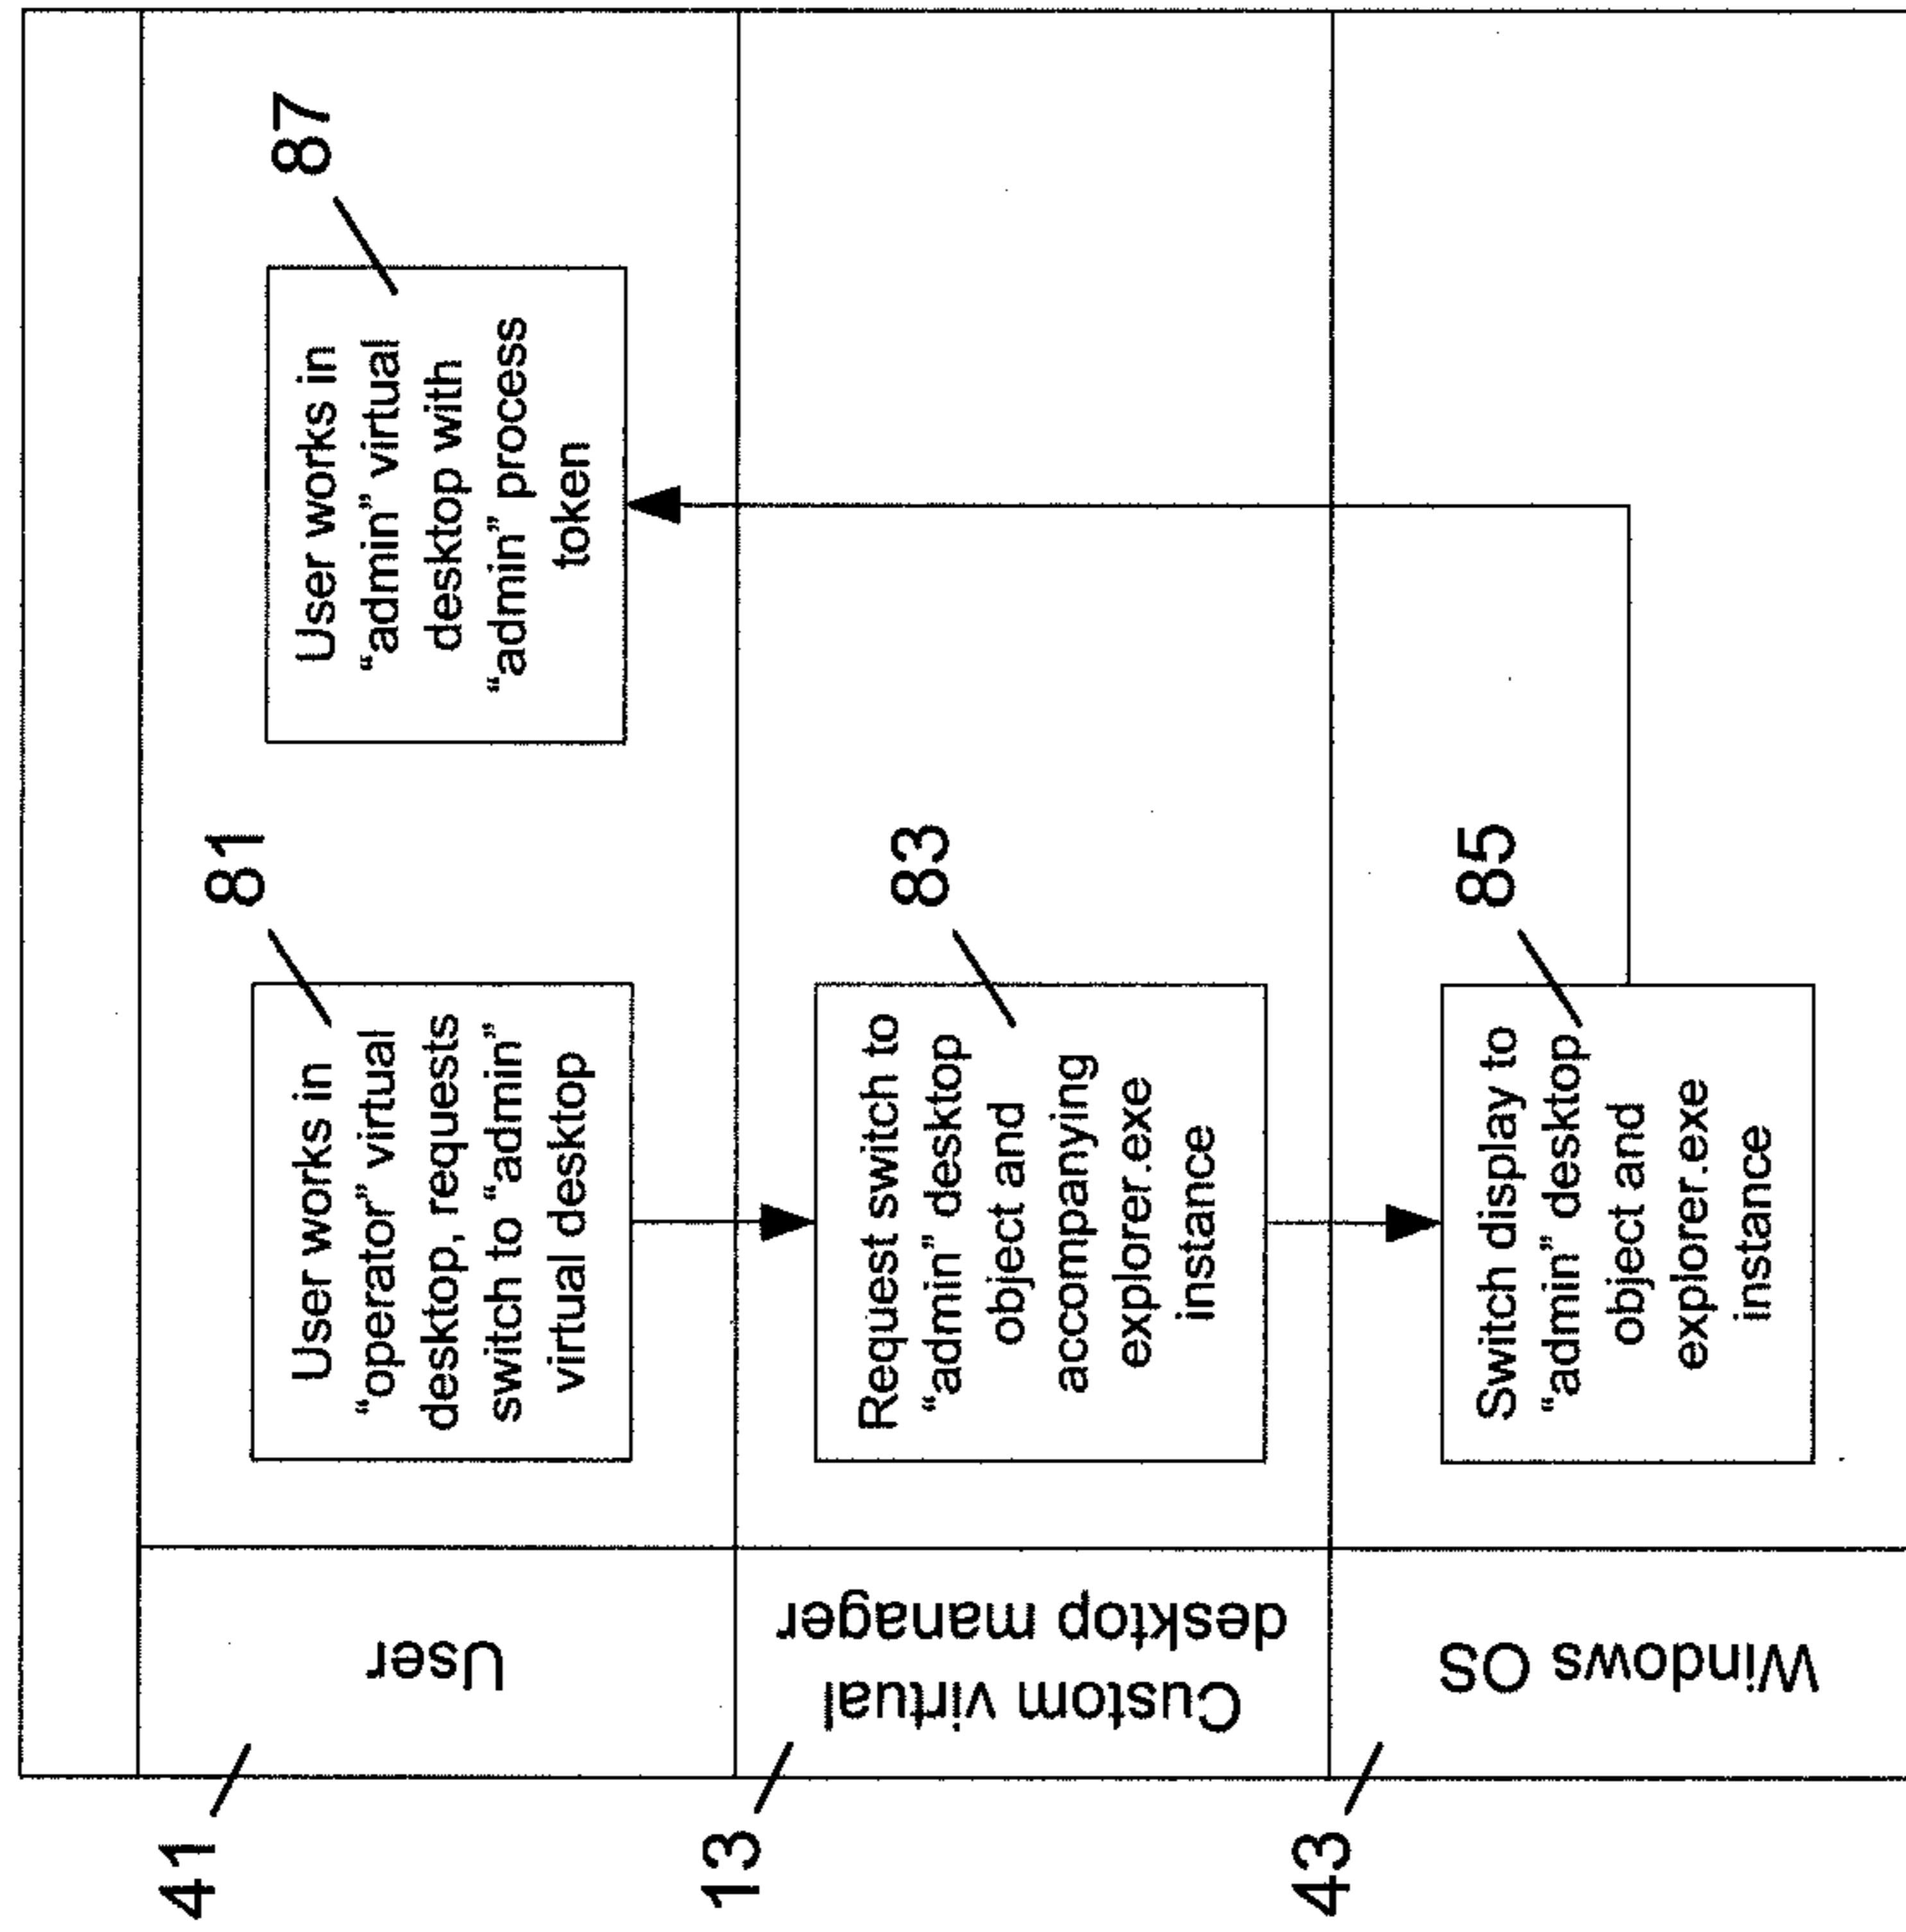 41
User
81
User works in
“operator” virtual
desktop, requests
switch to “admin”
virtual desktop
87
User works in
“admin” virtual
desktop with
“admin” process
token
13
Custom virtual
desktop manager
83
Request switch to
“admin” desktop
object and
accompanying
explorer.exe
instance
43
Windows OS
85
Switch display to
“admin” desktop
object and
explorer.exe
instance